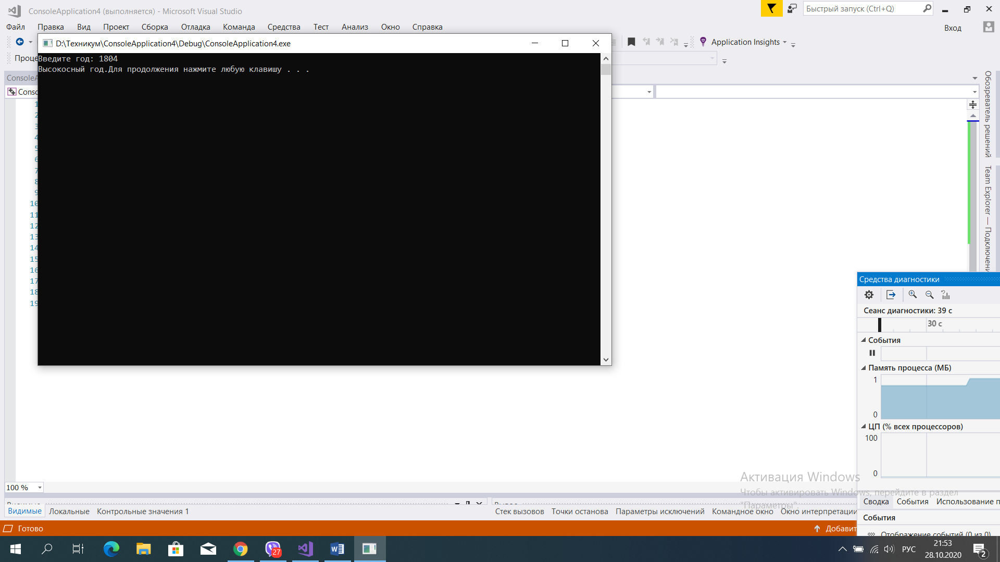 ConsoleApplication4 (выполняется) - Microsoft Visual Studio
Быстрый запуск (Ctrl+Q)
Файл Правка Вид Проект Сборка Отладка Команда Средства Тест Анализ Окно Справка
Вход
D:\Техникум\ConsoleApplication4\Debug\ConsoleApplication4.exe
Application Insights
Введите год: 1804
Высокосный год.Для продолжения нажмите любую клавишу . . .
Обозреватель решений
Team Explorer —
1
2
3
4
5
6
7
8
9
10
11
12
13
14
15
16
17
18
19
Средства диагностики
Сеанс диагностики: 39 с
30 с
События
Память процесса (МБ)
1
0
ЦП (% всех процессоров)
100
0
Активация Windows
Чтобы активировать Windows, перейдите в раздел
"Параметры".
100 %
Видимые Локальные Контрольные значения 1
Стек вызовов Точки останова Параметры исключений Командное окно Окно интерпретации
Сводка События Использование
События
Отображение событий (0 из 0)
Готово
27
РУС
21:53
28.10.2020
2